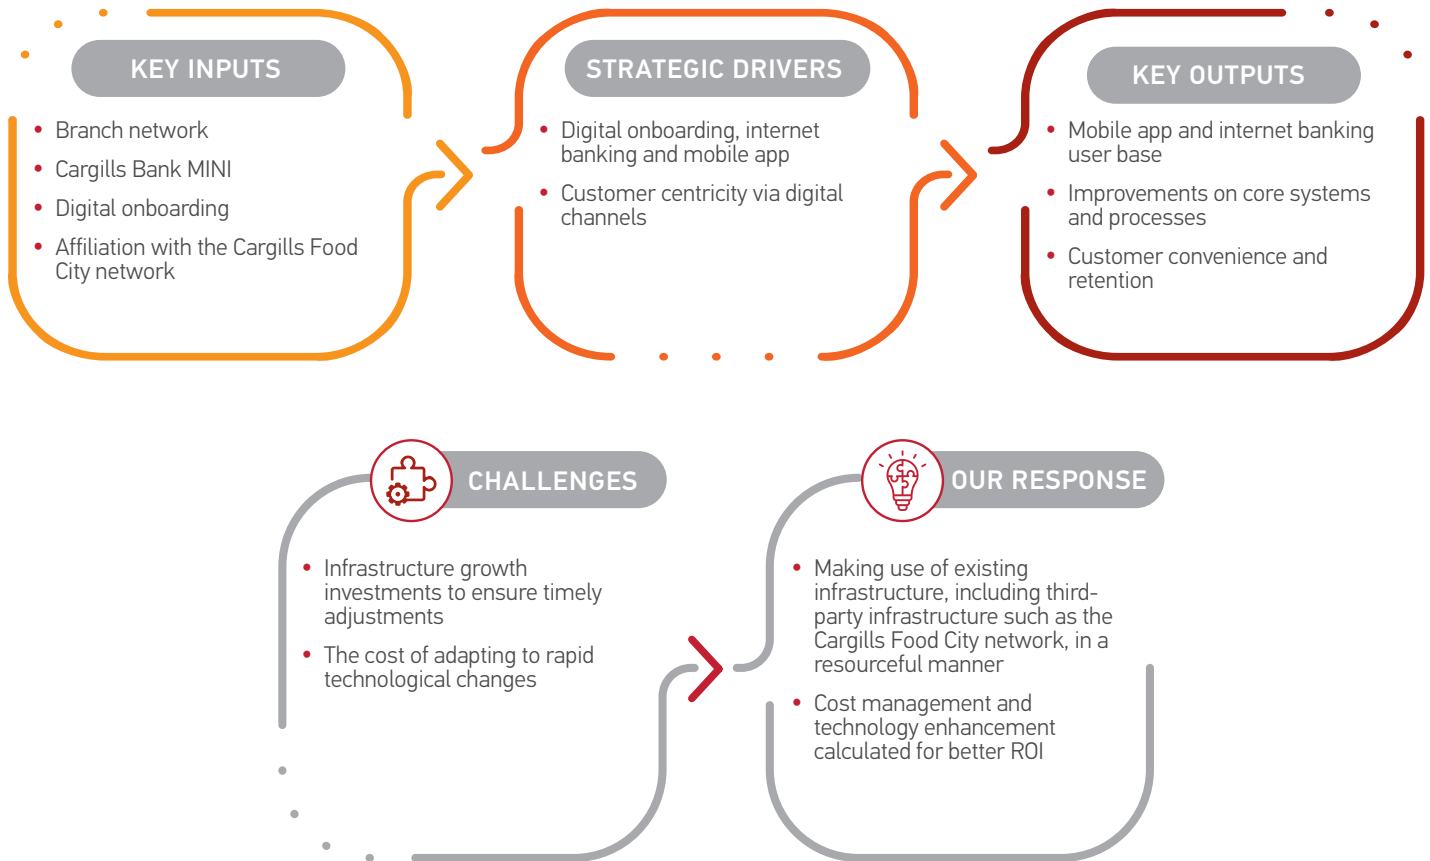 KEY INPUTS
• Branch network
• Cargills Bank MINI
• Digital onboarding
• Affiliation with the Cargills Food
City network
STRATEGIC DRIVERS
• Digital onboarding, internet
banking and mobile app
• Customer centricity via digital
channels
KEY OUTPUTS
• Mobile app and internet banking
user base
• Improvements on core systems
and processes
• Customer convenience and
retention
CHALLENGES
• Infrastructure growth
investments to ensure timely
adjustments
• The cost of adapting to rapid
technological changes
OUR RESPONSE
• Making use of existing
infrastructure, including third-
party infrastructure such as the
Cargills Food City network, in a
resourceful manner
• Cost management and
technology enhancement
calculated for better ROI